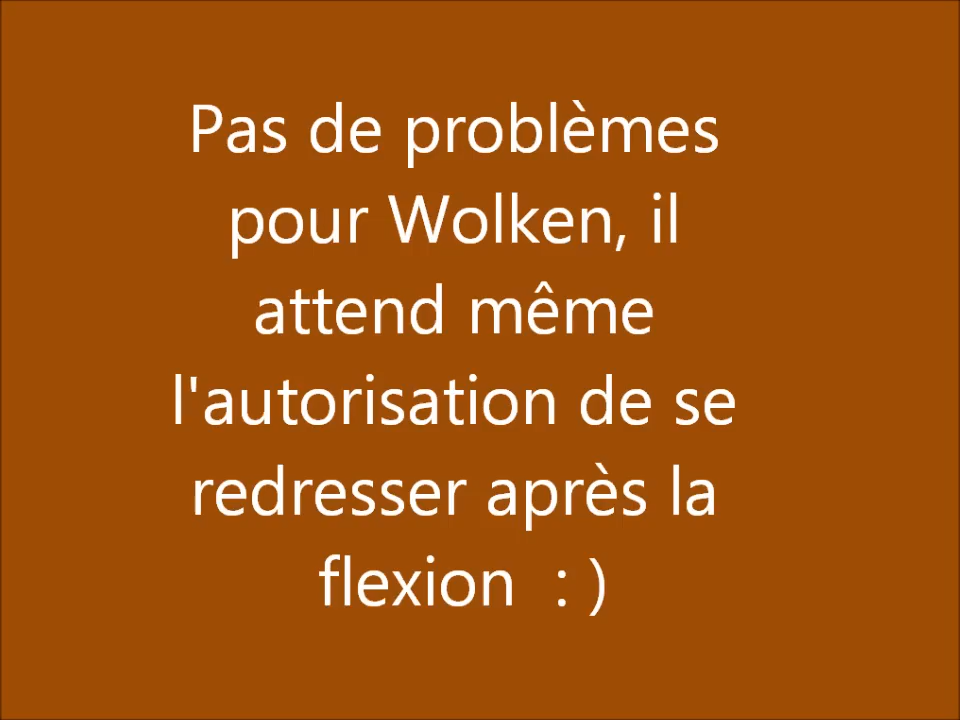 Pas de problèmes
pour Wolken, il
attend même
l'autorisation de se
redresser après la
flexion  : )